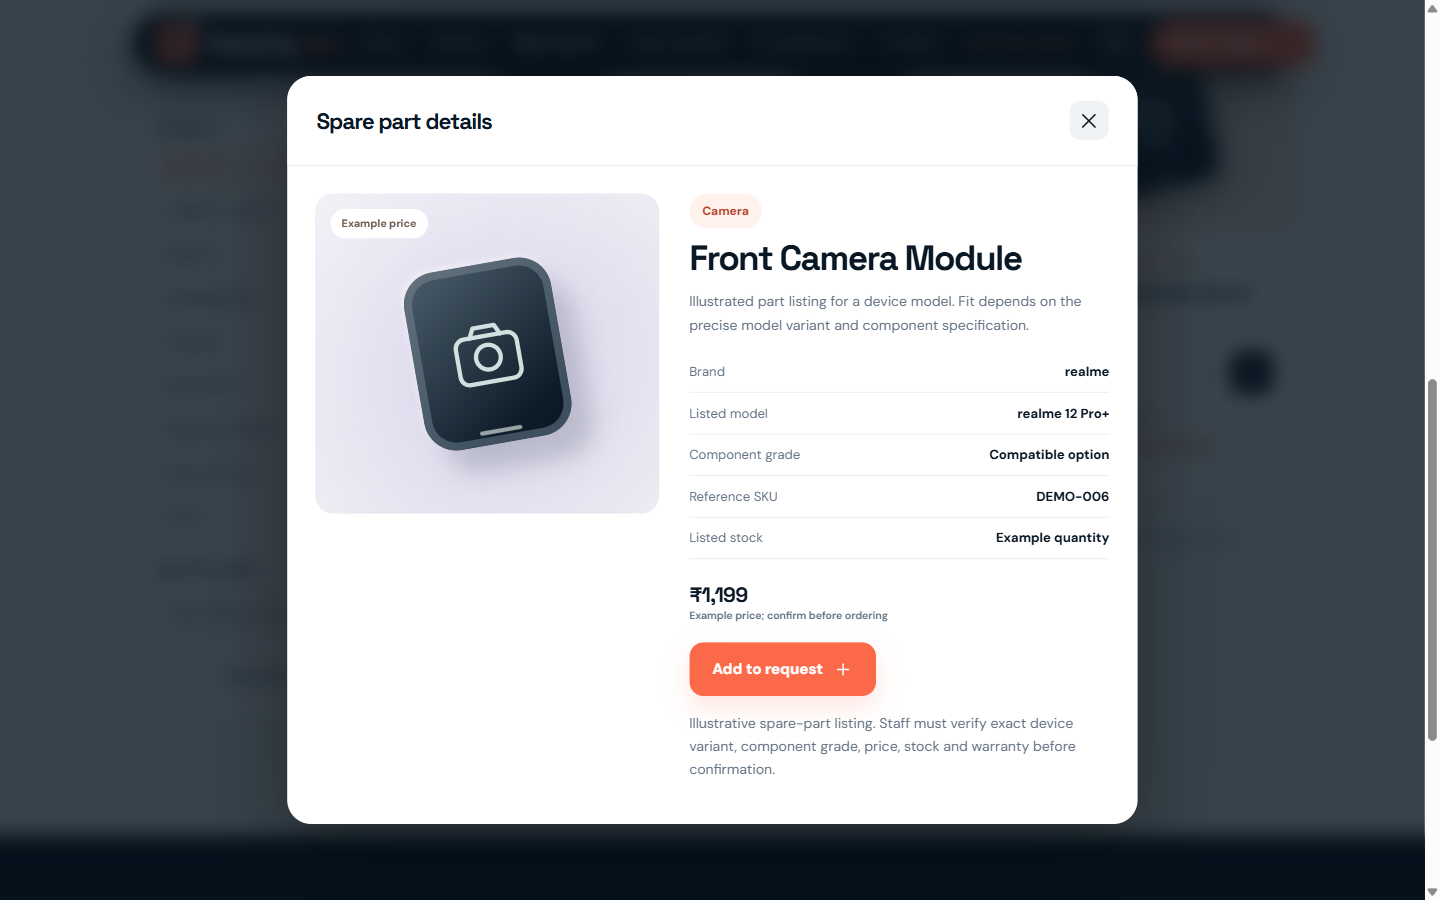 Spare part details
Example price
Camera
Front Camera Module
Illustrated part listing for a device model. Fit depends on the
precise model variant and component specification.
Brand realme
Listed model realme 12 Pro+
Component grade Compatible option
Reference SKU DEMO-006
Listed stock Example quantity
₹1,199
Example price; confirm before ordering
Add to request +
Illustrative spare-part listing. Staff must verify exact device
variant, component grade, price, stock and warranty before
confirmation.